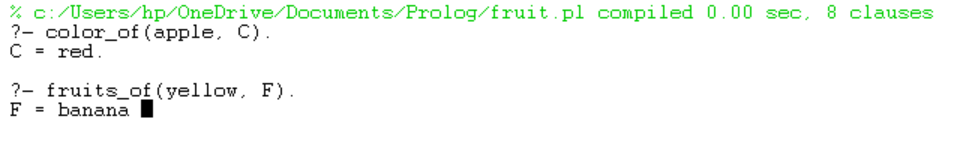 % c:/Users/hp/OneDrive/Documents/Prolog/fruit.pl compiled 0.00 sec, 8 clauses
?- color_of(apple, C).
C = red.
?- fruits_of(yellow, F).
F = banana